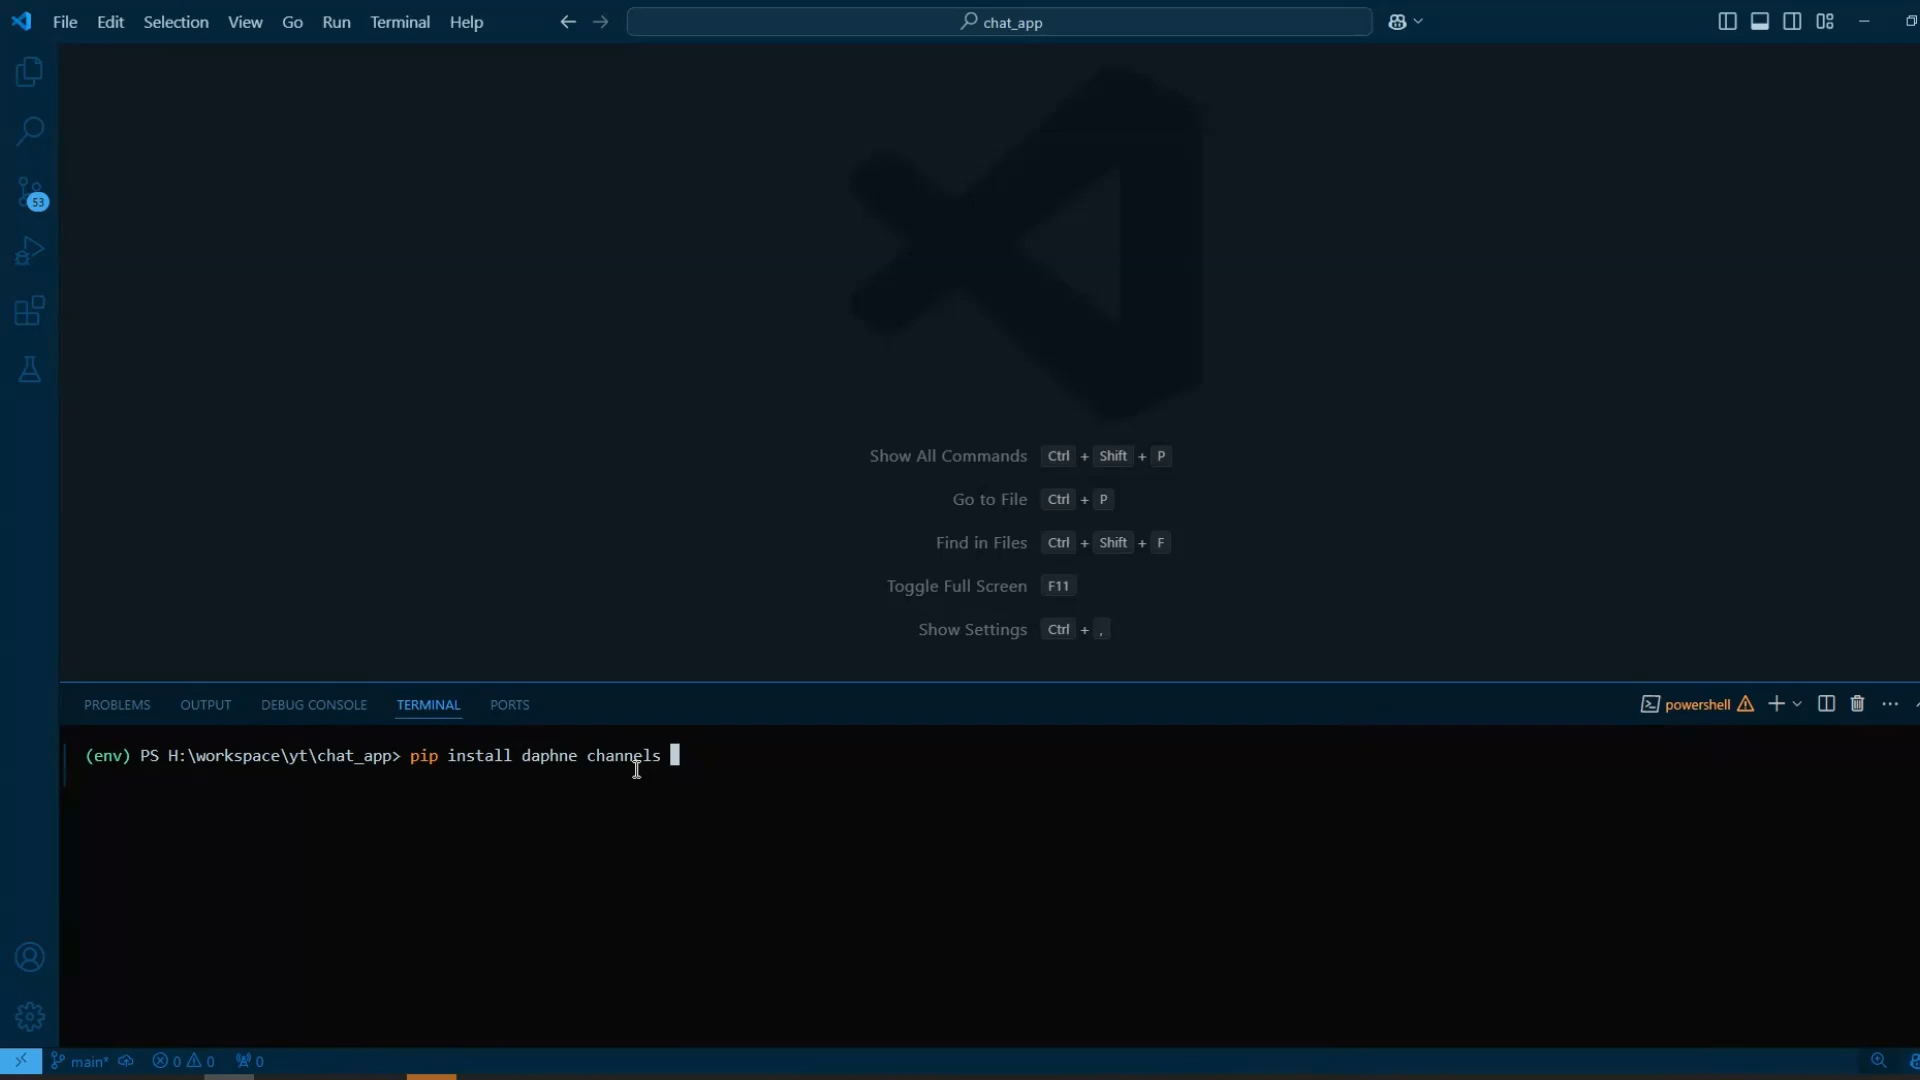 File Edit Selection View Go Run Terminal Help chat_app
53
Show All Commands Ctrl + Shift + P
Go to File Ctrl + P
Find in Files Ctrl + Shift + F
Toggle Full Screen F11
Show Settings Ctrl + ,
PROBLEMS OUTPUT DEBUG CONSOLE TERMINAL PORTS powershell
(env) PS H:\workspace\yt\chat_app> pip install daphne channels
main* 0 0 0